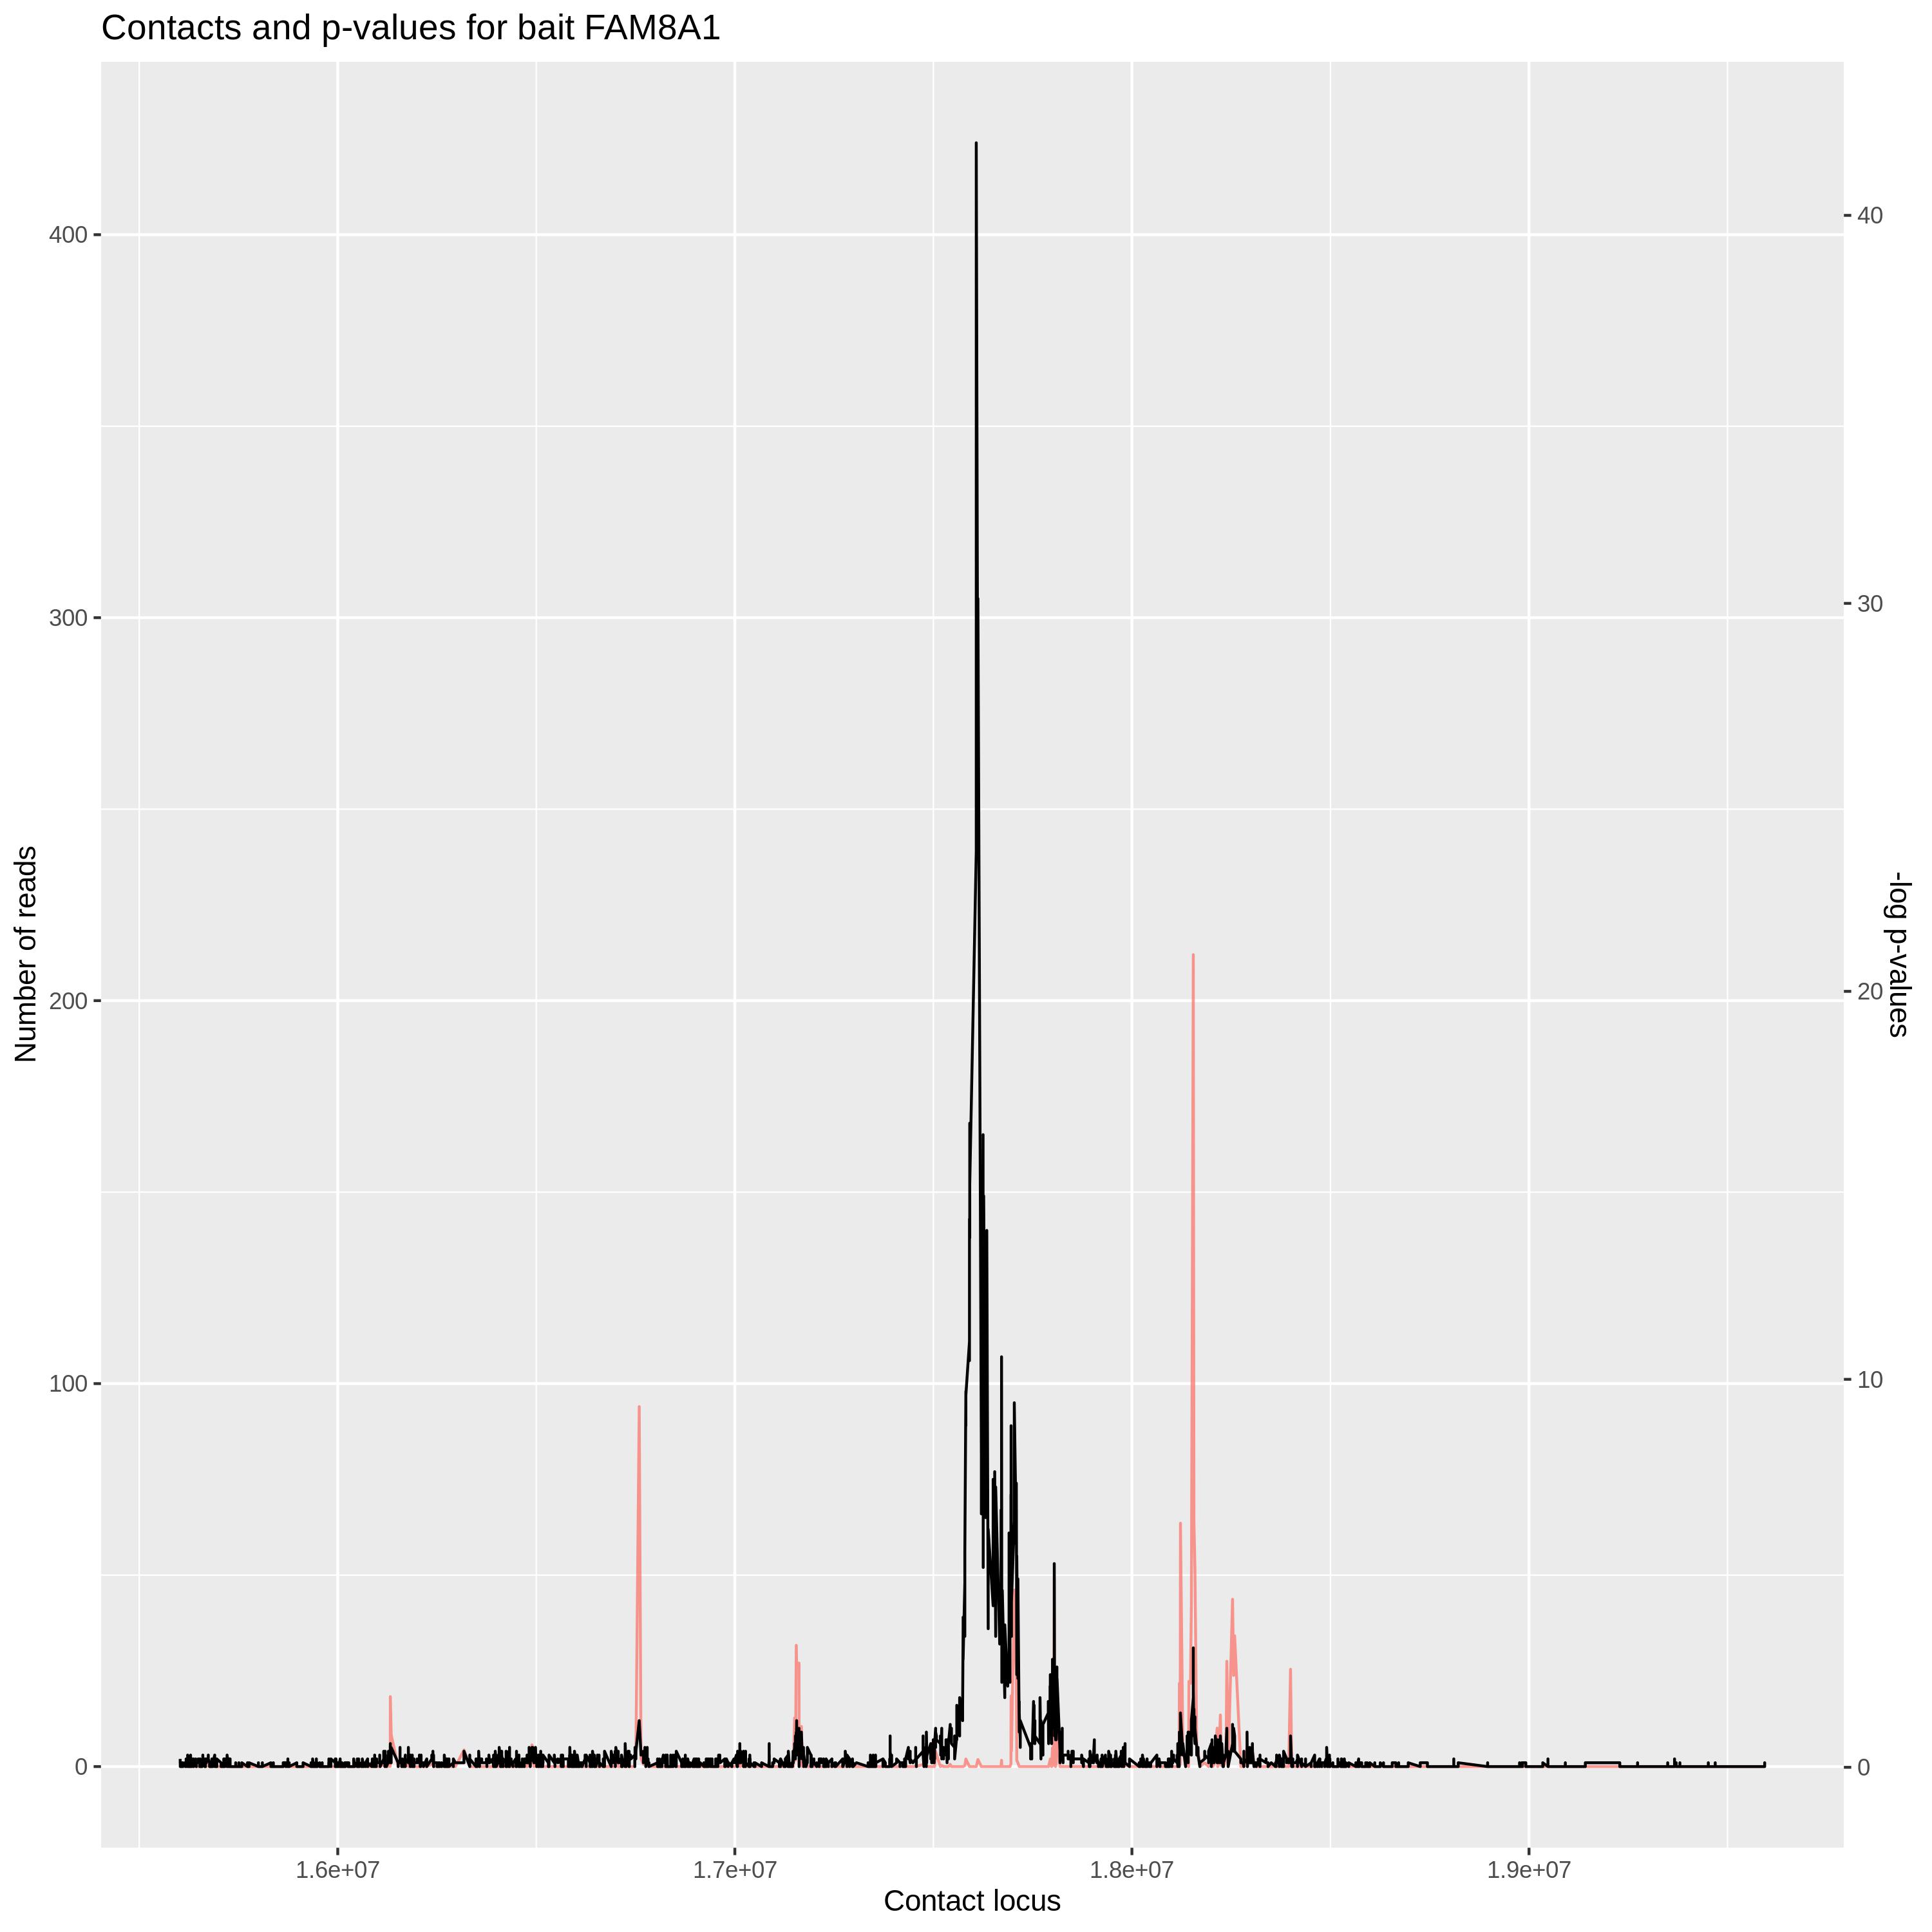 Contacts and p-values for bait FAM8A1
400
300
200
100
0
40
30
20
10
0
Number of reads
-log p-values
1.6e+07
1.7e+07
1.8e+07
1.9e+07
Contact locus